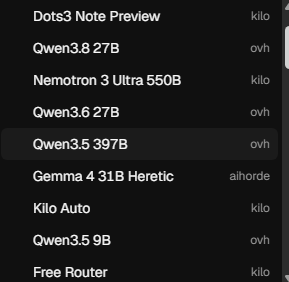 Dots3 Note Preview kilo
Qwen3.8 27B ovh
Nemotron 3 Ultra 550B kilo
Qwen3.6 27B ovh
Qwen3.5 397B ovh
Gemma 4 31B Heretic aihorde
Kilo Auto kilo
Qwen3.5 9B ovh
Free Router kilo